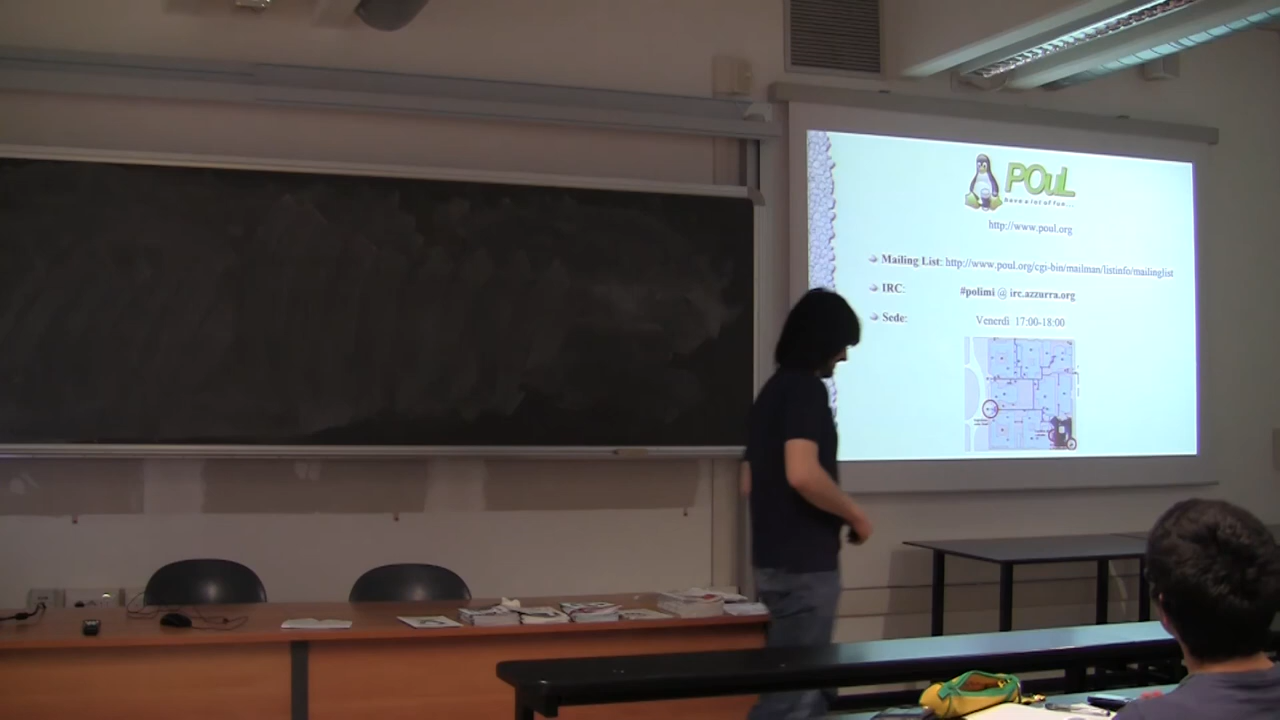 POuL
have a lot of fun...
http://www.poul.org
Mailing List: http://www.poul.org/cgi-bin/mailman/listinfo/mailinglist
IRC: #polimi @ irc.azzurra.org
Sede: Venerdì 17:00-18:00